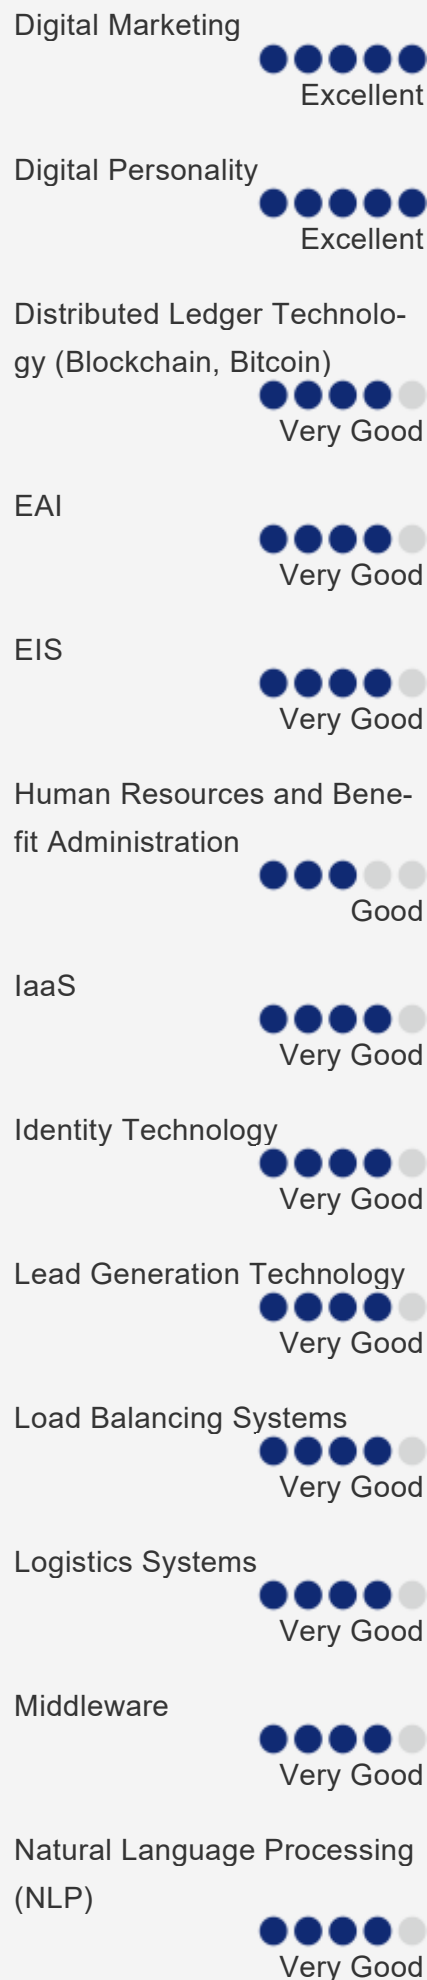 Digital Marketing
Excellent
Digital Personality
Excellent
Distributed Ledger Technolo-
gy (Blockchain, Bitcoin)
Very Good
EAI
Very Good
EIS
Very Good
Human Resources and Bene-
fit Administration
Good
IaaS
Very Good
Identity Technology
Very Good
Lead Generation Technology
Very Good
Load Balancing Systems
Very Good
Logistics Systems
Very Good
Middleware
Very Good
Natural Language Processing
(NLP)
Very Good